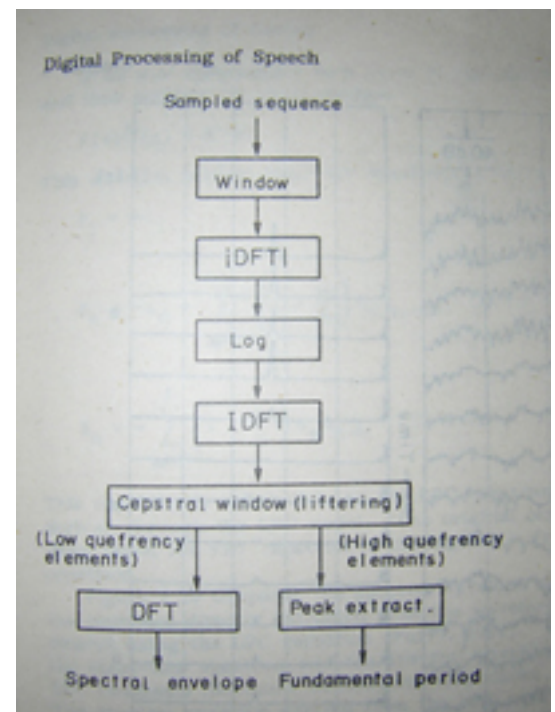 Digital Processing of Speech
Sampled sequence
Window
|DFT|
Log
IDFT
Cepstral window (liftering)
(Low quefrency
elements)
(High quefrency
elements)
DFT
Peak extract.
Spectral envelope
Fundamental period